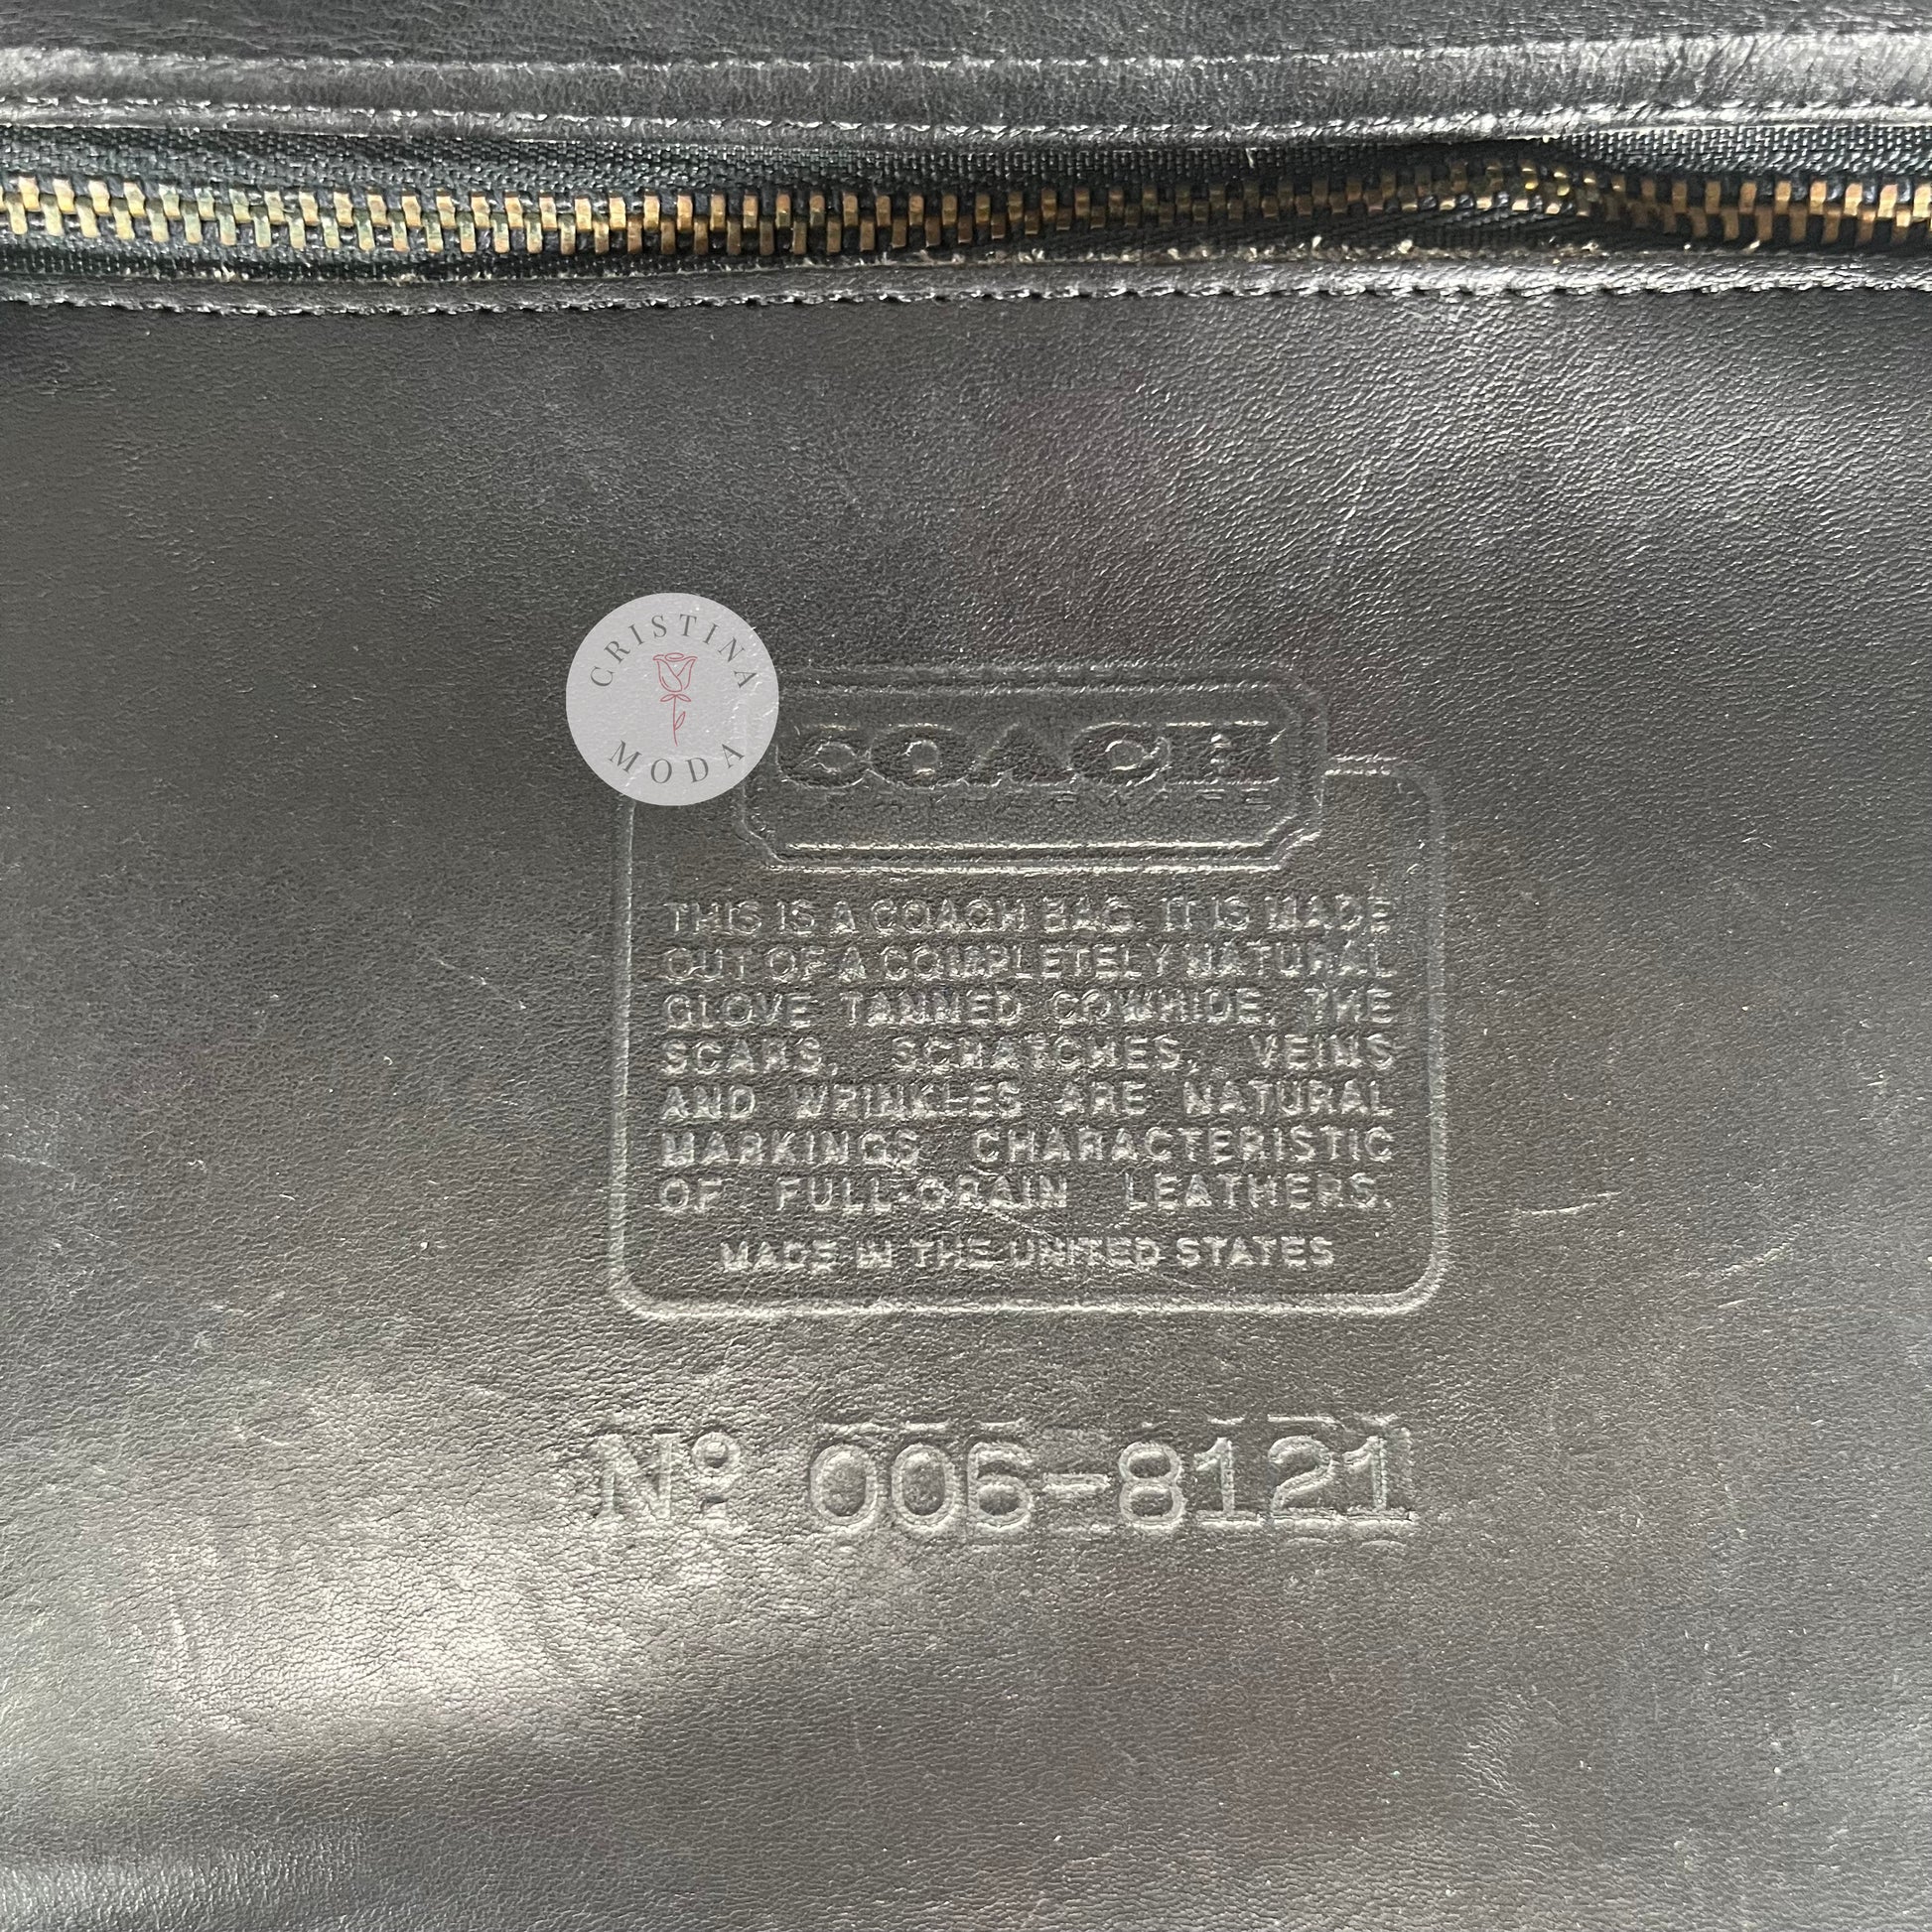 CRISTINA
MODA
COACH
LEATHERWARE
THIS IS A COACH BAG. IT IS MADE
OUT OF A COMPLETELY NATURAL
GLOVE TANNED COWHIDE, THE
SCARS, SCRATCHES, VEINS
AND WRINKLES ARE NATURAL
MARKINGS CHARACTERISTIC
OF FULL-GRAIN LEATHERS.
MADE IN THE UNITED STATES
Nº 006-8121